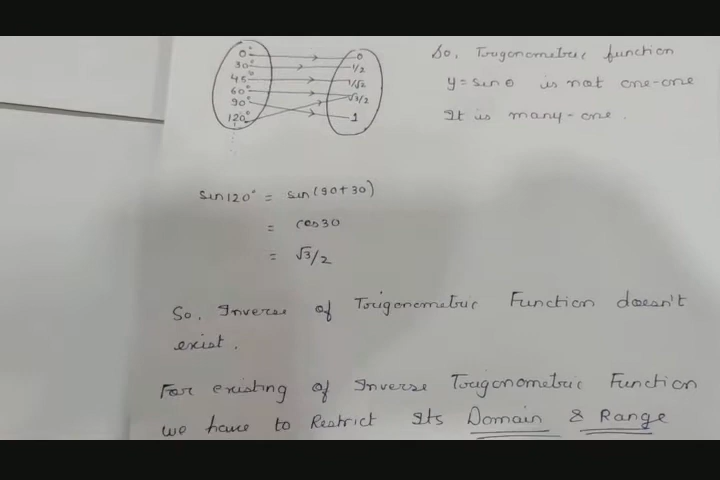 0°
30°
45°
60°
90°
120°
0
1/2
1/√2
√3/2
1
So, Trigonometric function
y = sin θ is not one-one
It is many-one.
sin 120° = sin(90+30)
= cos30
= √3/2
So, Inverse of Trigonometric Function doesn't
exist.
For existing of Inverse Trigonometric Function
we have to Restrict Its Domain & Range